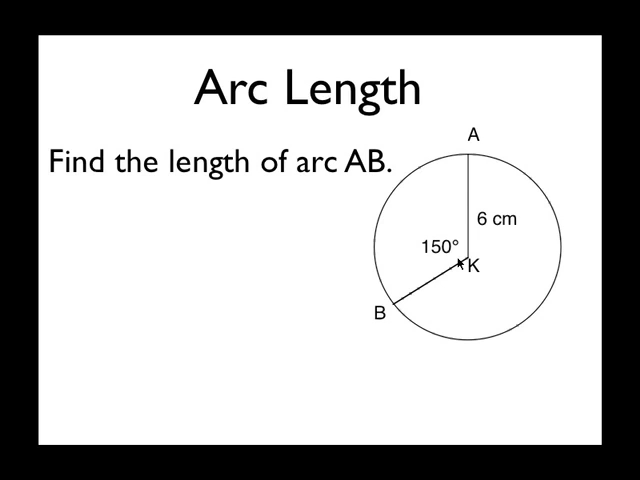 Arc Length
Find the length of arc AB.
A
6 cm
150°
K
B